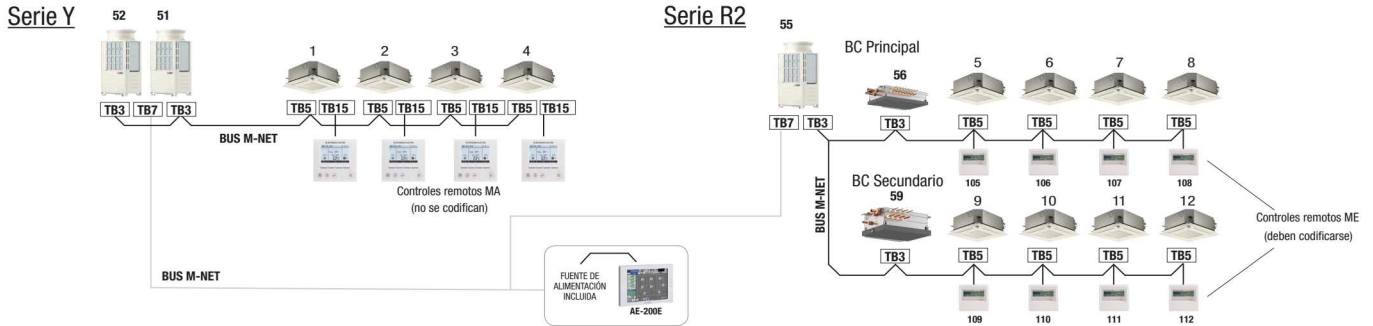 Serie Y
52 51
1 2 3 4
TB3 TB7 TB3
TB5 TB15 TB5 TB15 TB5 TB15 TB5 TB15
BUS M-NET
Controles remotos MA
(no se codifican)
BUS M-NET
FUENTE DE
ALIMENTACIÓN
INCLUIDA
AE-200E
Serie R2
55
BC Principal
56
5 6 7 8
TB7 TB3
TB3
TB5 TB5 TB5 TB5
105 106 107 108
BUS M-NET
BC Secundario
59
9 10 11 12
TB3
TB5 TB5 TB5 TB5
109 110 111 112
Controles remotos ME
(deben codificarse)